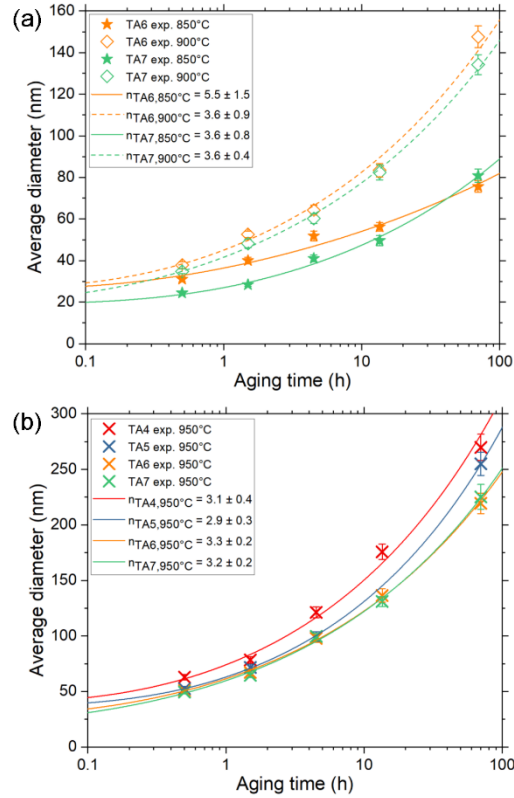 (a)
160
140
120
100
80
60
40
20
0
Average diameter (nm)
TA6 exp. 850°C
TA6 exp. 900°C
TA7 exp. 850°C
TA7 exp. 900°C
nTA6,850°C = 5.5 ± 1.5
nTA6,900°C = 3.6 ± 0.9
nTA7,850°C = 3.6 ± 0.8
nTA7,900°C = 3.6 ± 0.4
0.1 1 10 100
Aging time (h)
(b)
300
250
200
150
100
50
0
Average diameter (nm)
TA4 exp. 950°C
TA5 exp. 950°C
TA6 exp. 950°C
TA7 exp. 950°C
nTA4,950°C = 3.1 ± 0.4
nTA5,950°C = 2.9 ± 0.3
nTA6,950°C = 3.3 ± 0.2
nTA7,950°C = 3.2 ± 0.2
0.1 1 10 100
Aging time (h)